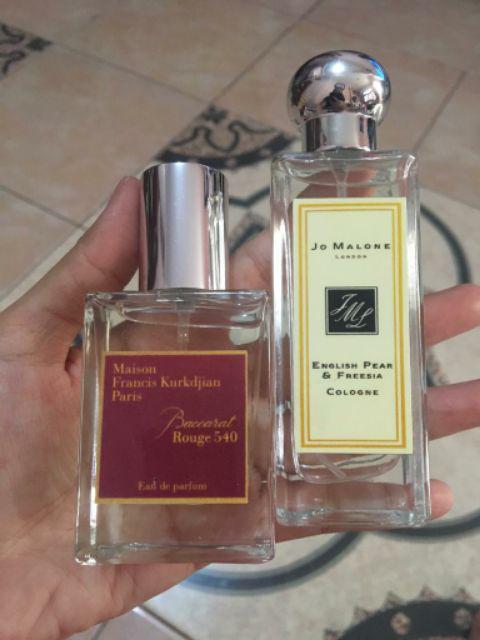 Maison
Francis Kurkdjian
Paris
Baccarat
Rouge 540
Eau de parfum
JO MALONE
LONDON
JML
ENGLISH PEAR
& FREESIA
COLOGNE